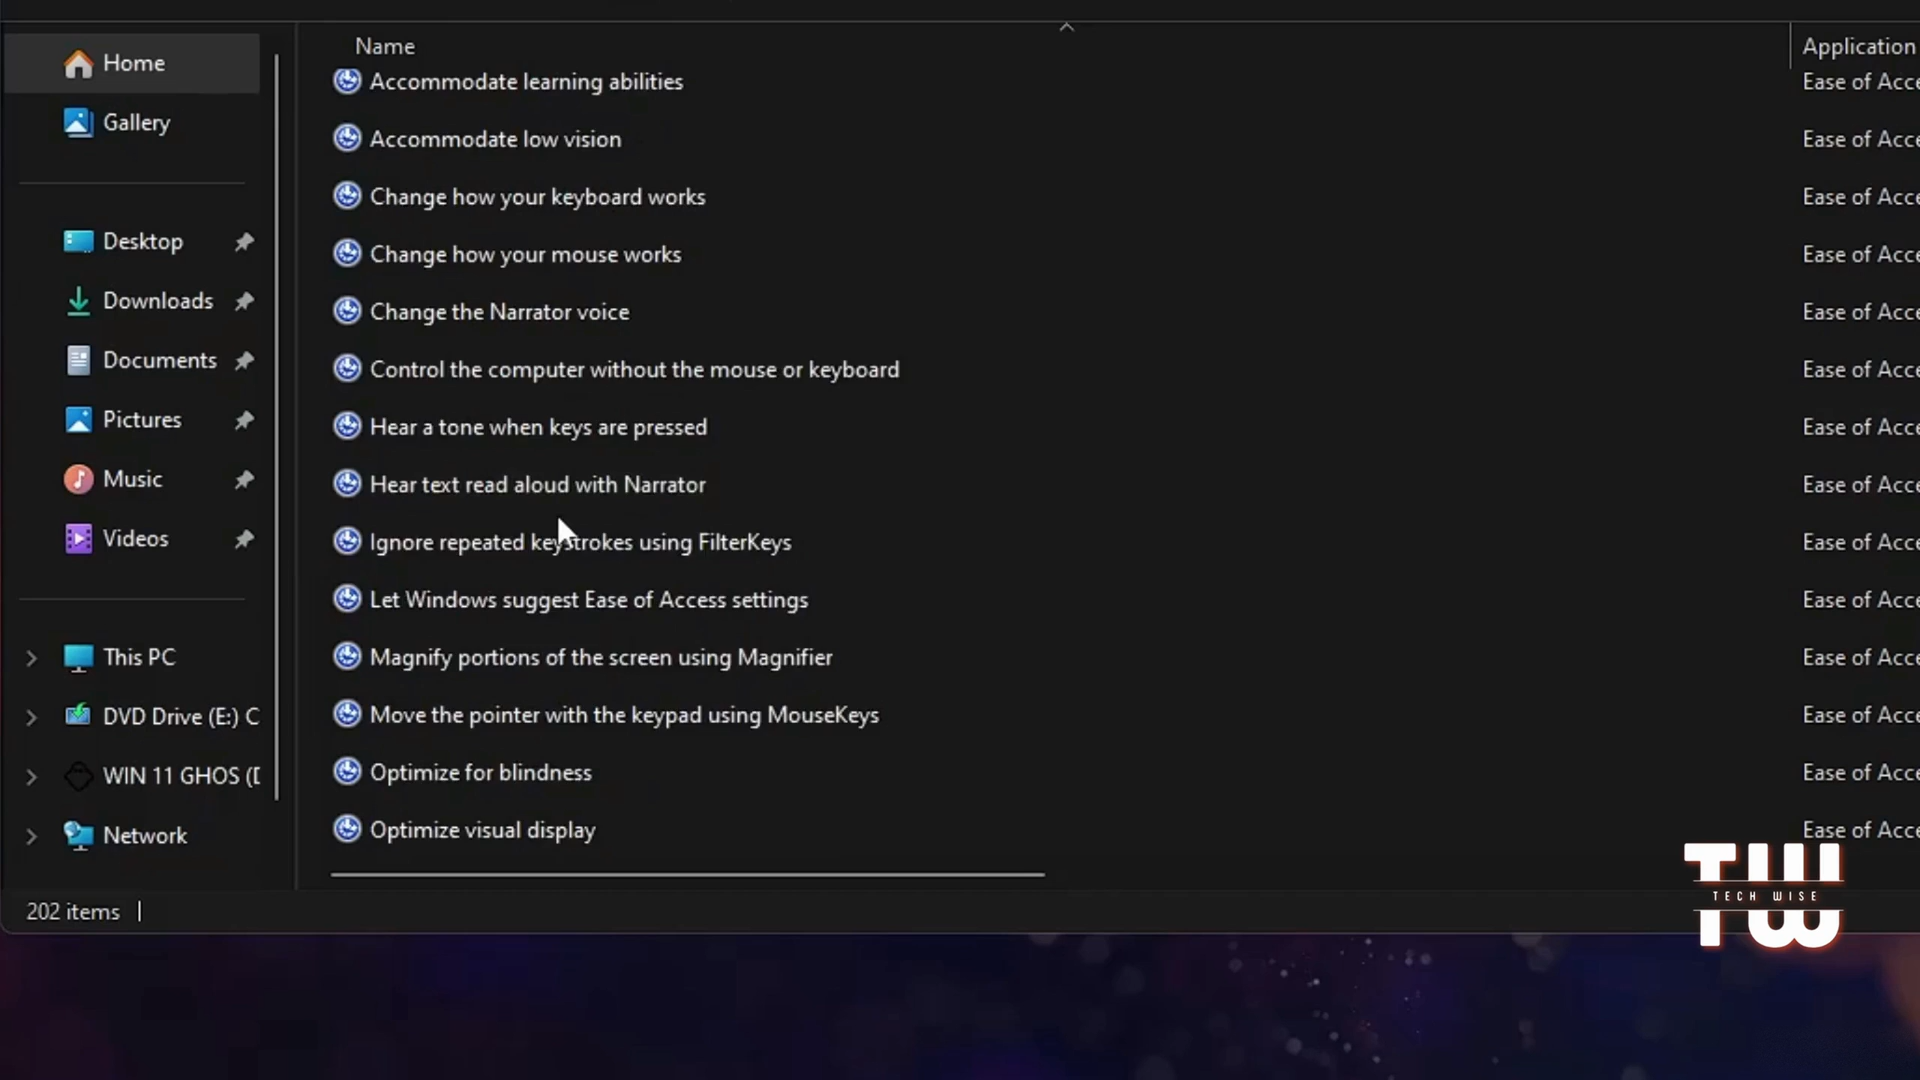 Name
Application
Home
Gallery
Desktop
Downloads
Documents
Pictures
Music
Videos
This PC
DVD Drive (E:) C
WIN 11 GHOS (D
Network
Accommodate learning abilities Ease of Acce
Accommodate low vision Ease of Acce
Change how your keyboard works Ease of Acce
Change how your mouse works Ease of Acce
Change the Narrator voice Ease of Acce
Control the computer without the mouse or keyboard Ease of Acce
Hear a tone when keys are pressed Ease of Acce
Hear text read aloud with Narrator Ease of Acce
Ignore repeated keystrokes using FilterKeys Ease of Acce
Let Windows suggest Ease of Access settings Ease of Acce
Magnify portions of the screen using Magnifier Ease of Acce
Move the pointer with the keypad using MouseKeys Ease of Acce
Optimize for blindness Ease of Acce
Optimize visual display Ease of Acce
202 items
TW
TECH WISE